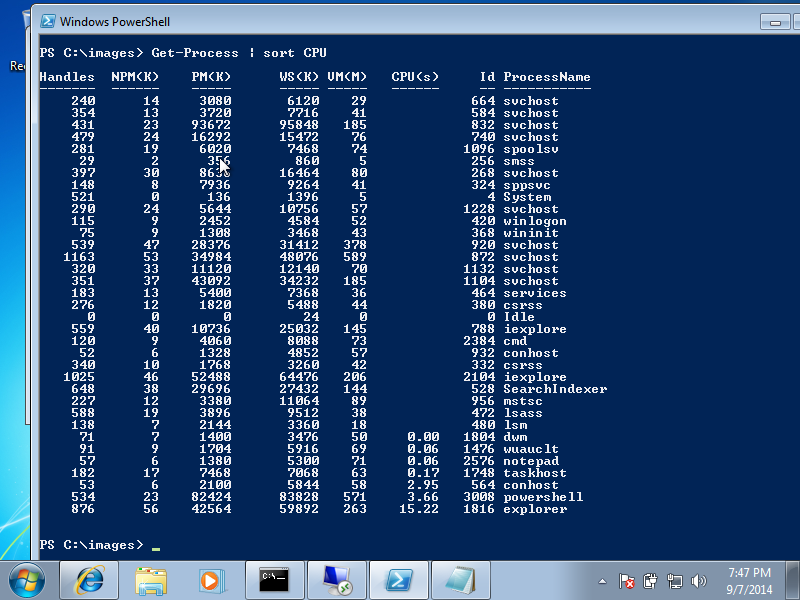 Windows PowerShell
PS C:\images> Get-Process | sort CPU
Handles NPM(K) PM(K) WS(K) VM(M) CPU(s) Id ProcessName
------- ------ ----- ----- ----- ------ -- -----------
240 14 3080 6120 29 664 svchost
354 13 3720 7716 41 584 svchost
431 23 93672 95848 185 832 svchost
479 24 16292 15472 76 740 svchost
281 19 6020 7468 74 1096 spoolsv
29 2 356 860 5 256 smss
397 30 8636 16464 80 268 svchost
148 8 7936 9264 41 324 sppsvc
521 0 136 1396 5 4 System
290 24 5644 10756 57 1228 svchost
115 9 2452 4584 52 420 winlogon
75 9 1308 3468 43 368 wininit
539 47 28376 31412 378 920 svchost
1163 53 34984 48076 589 872 svchost
320 33 11120 12140 70 1132 svchost
351 37 43092 34232 185 1104 svchost
183 13 5400 7368 36 464 services
276 12 1820 5488 44 380 csrss
0 0 0 24 0 0 Idle
559 40 10736 25032 145 788 iexplore
120 9 4060 8088 73 2384 cmd
52 6 1328 4852 57 932 conhost
340 10 1768 3260 42 332 csrss
1025 46 52488 64476 206 2104 iexplore
648 38 29696 27432 144 528 SearchIndexer
227 12 3380 11064 89 956 mstsc
588 19 3896 9512 38 472 lsass
138 7 2144 3360 18 480 lsm
71 7 1400 3476 50 0.00 1804 dwm
91 9 1704 5916 69 0.06 1476 wuauclt
57 6 1380 5300 71 0.06 2576 notepad
182 17 7468 7068 63 0.17 1748 taskhost
53 6 2100 5844 58 2.95 564 conhost
534 23 82424 83828 571 3.66 3008 powershell
876 56 42564 59892 263 15.22 1816 explorer
PS C:\images> _
7:47 PM
9/7/2014